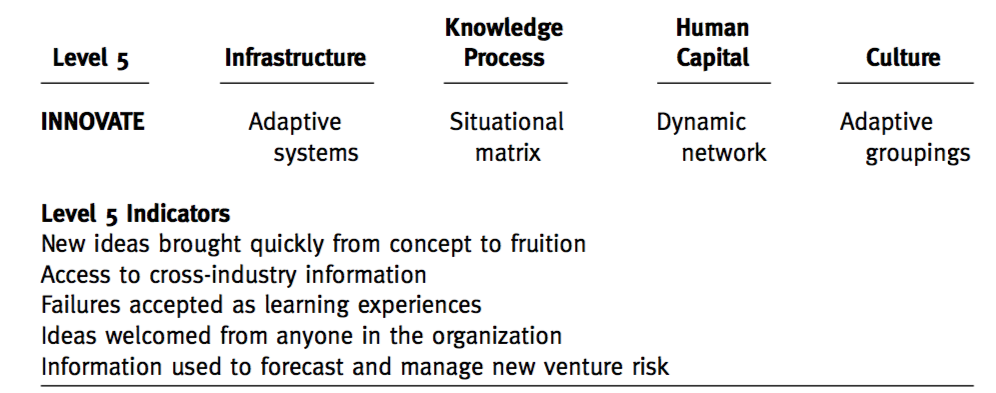 Level 5 Infrastructure Knowledge Process Human Capital Culture
INNOVATE Adaptive systems Situational matrix Dynamic network Adaptive groupings
Level 5 Indicators
New ideas brought quickly from concept to fruition
Access to cross-industry information
Failures accepted as learning experiences
Ideas welcomed from anyone in the organization
Information used to forecast and manage new venture risk